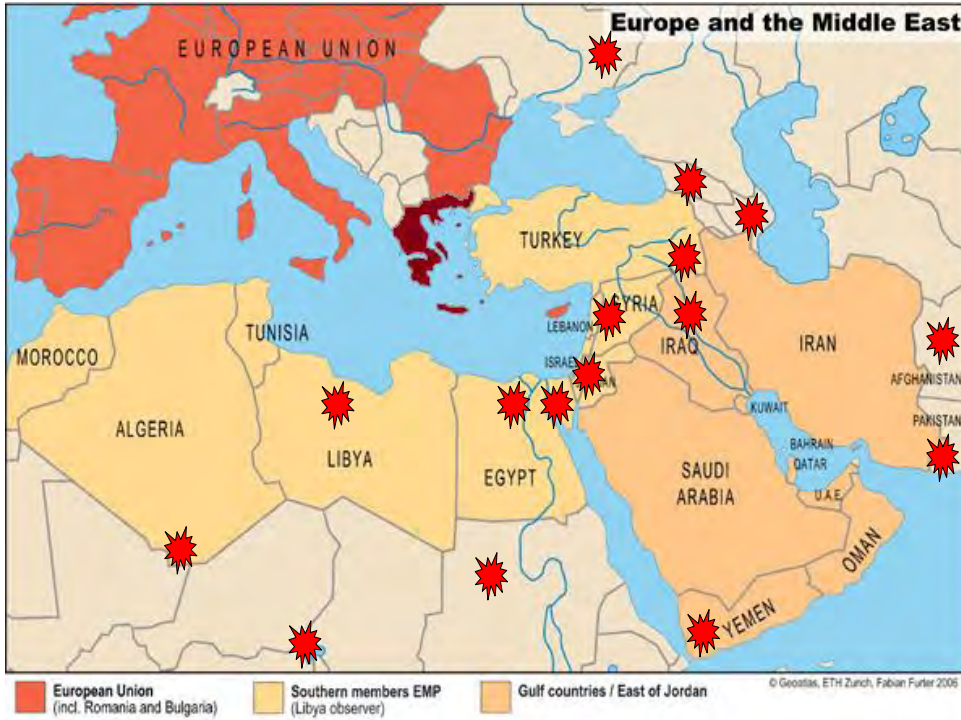 Europe and the Middle East
EUROPEAN UNION
TURKEY
SYRIA
LEBANON
TUNISIA
MOROCCO
IRAQ
IRAN
ISRAEL
AFGHANISTAN
KUWAIT
PAKISTAN
ALGERIA
LIBYA
EGYPT
BAHRAIN
QATAR
SAUDI
ARABIA
U.A.E.
OMAN
YEMEN
European Union
(incl. Romania and Bulgaria)
Southern members EMP
(Libya observer)
Gulf countries / East of Jordan
© Geoatlas, ETH Zurich, Fabian Furter 2006